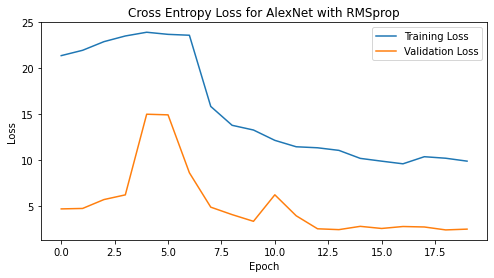 Cross Entropy Loss for AlexNet with RMSprop
Training Loss
Validation Loss
Loss
25
20
15
10
5
0.0 2.5 5.0 7.5 10.0 12.5 15.0 17.5
Epoch